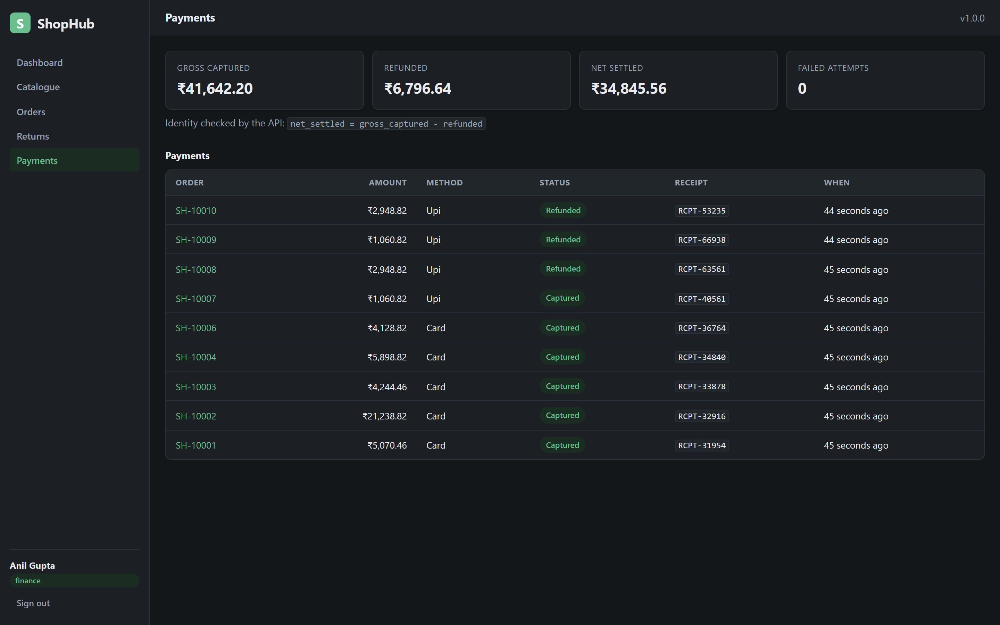 S ShopHub
Dashboard
Catalogue
Orders
Returns
Payments
Anil Gupta
finance
Sign out
Payments
v1.0.0
GROSS CAPTURED
₹41,642.20
REFUNDED
₹6,796.64
NET SETTLED
₹34,845.56
FAILED ATTEMPTS
0
Identity checked by the API: net_settled = gross_captured - refunded
Payments
ORDER AMOUNT METHOD STATUS RECEIPT WHEN
SH-10010 ₹2,948.82 Upi Refunded RCPT-53235 44 seconds ago
SH-10009 ₹1,060.82 Upi Refunded RCPT-66938 44 seconds ago
SH-10008 ₹2,948.82 Upi Refunded RCPT-63561 45 seconds ago
SH-10007 ₹1,060.82 Upi Captured RCPT-40561 45 seconds ago
SH-10006 ₹4,128.82 Card Captured RCPT-36764 45 seconds ago
SH-10004 ₹5,898.82 Card Captured RCPT-34840 45 seconds ago
SH-10003 ₹4,244.46 Card Captured RCPT-33878 45 seconds ago
SH-10002 ₹21,238.82 Card Captured RCPT-32916 45 seconds ago
SH-10001 ₹5,070.46 Card Captured RCPT-31954 45 seconds ago